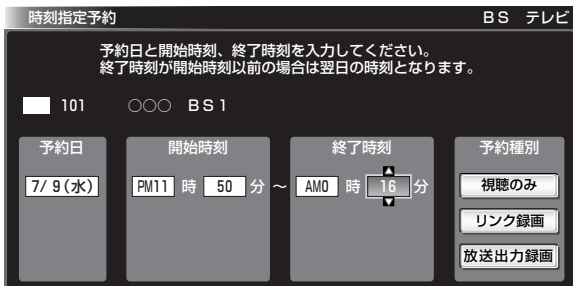 時刻指定予約 BS テレビ
予約日と開始時刻、終了時刻を入力してください。
終了時刻が開始時刻以前の場合は翌日の時刻となります。
101 ○○○ BS1
予約日 開始時刻 終了時刻 予約種別
7/ 9(水) PM11 時 50 分 ~ AM0 時 16 分 視聴のみ
リンク録画
放送出力録画